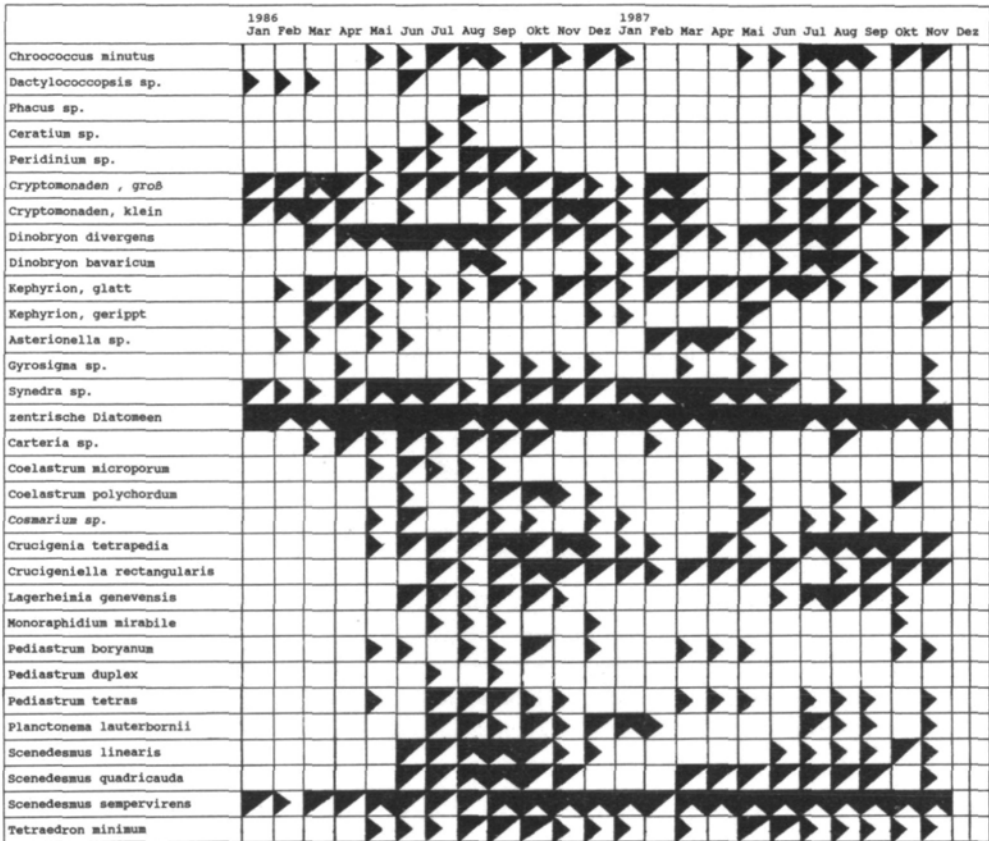 1986 1987
Jan Feb Mar Apr Mai Jun Jul Aug Sep Okt Nov Dez Jan Feb Mar Apr Mai Jun Jul Aug Sep Okt Nov Dez
Chroococcus minutus
Dactylococcopsis sp.
Phacus sp.
Ceratium sp.
Peridinium sp.
Cryptomonaden , groß
Cryptomonaden, klein
Dinobryon divergens
Dinobryon bavaricum
Kephyrion, glatt
Kephyrion, gerippt
Asterionella sp.
Gyrosigma sp.
Synedra sp.
zentrische Diatomeen
Carteria sp.
Coelastrum microporum
Coelastrum polychordum
Cosmarium sp.
Crucigenia tetrapedia
Crucigeniella rectangularis
Lagerheimia genevensis
Monoraphidium mirabile
Pediastrum boryanum
Pediastrum duplex
Pediastrum tetras
Planctonema lauterbornii
Scenedesmus linearis
Scenedesmus quadricauda
Scenedesmus sempervirens
Tetraedron minimum